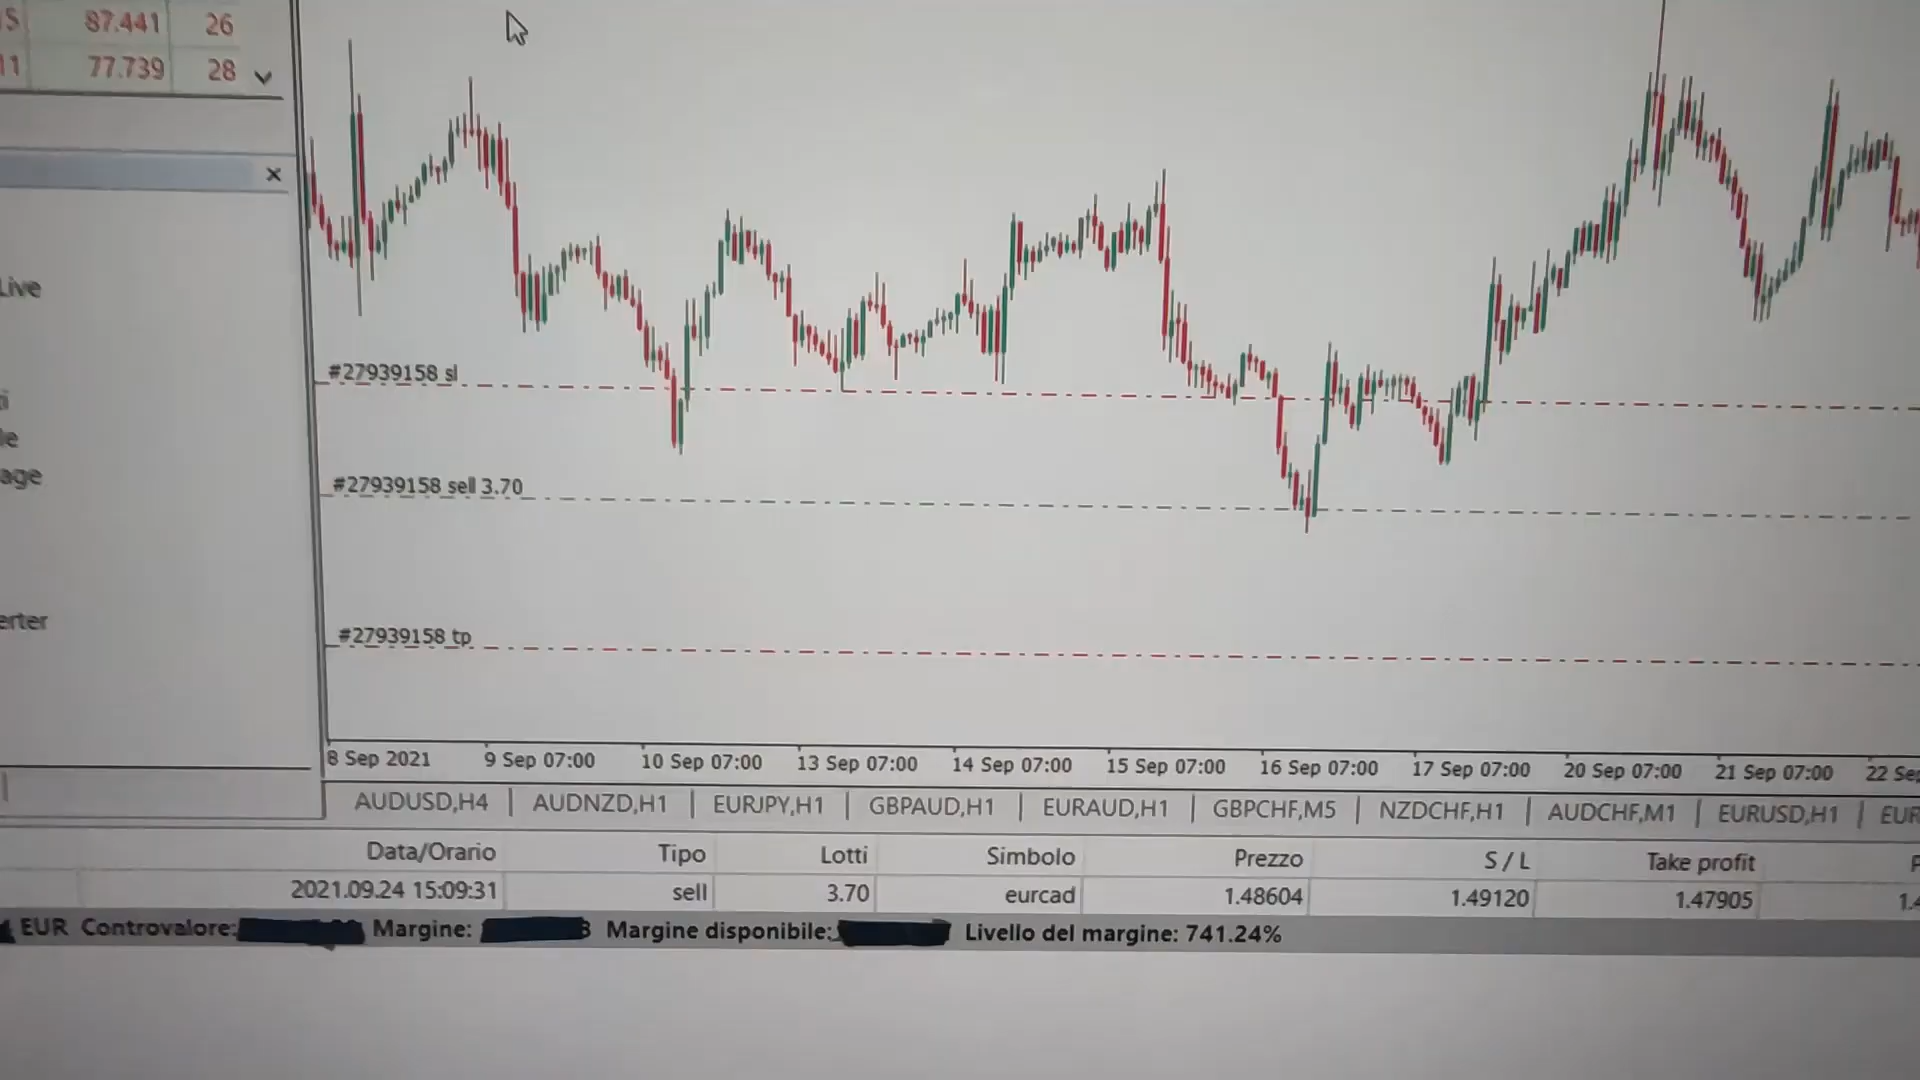 87.441 26
77.739 28
Live
#27939158 sl
age
#27939158 sell 3.70
erter
#27939158 tp
8 Sep 2021 9 Sep 07:00 10 Sep 07:00 13 Sep 07:00 14 Sep 07:00 15 Sep 07:00 16 Sep 07:00 17 Sep 07:00 20 Sep 07:00 21 Sep 07:00 22 Se
AUDUSD,H4 | AUDNZD,H1 | EURJPY,H1 | GBPAUD,H1 | EURAUD,H1 | GBPCHF,M5 | NZDCHF,H1 | AUDCHF,M1 | EURUSD,H1 | EUR
Data/Orario Tipo Lotti Simbolo Prezzo S / L Take profit
2021.09.24 15:09:31 sell 3.70 eurcad 1.48604 1.49120 1.47905
EUR Controvalore: Margine: Margine disponibile: Livello del margine: 741.24%